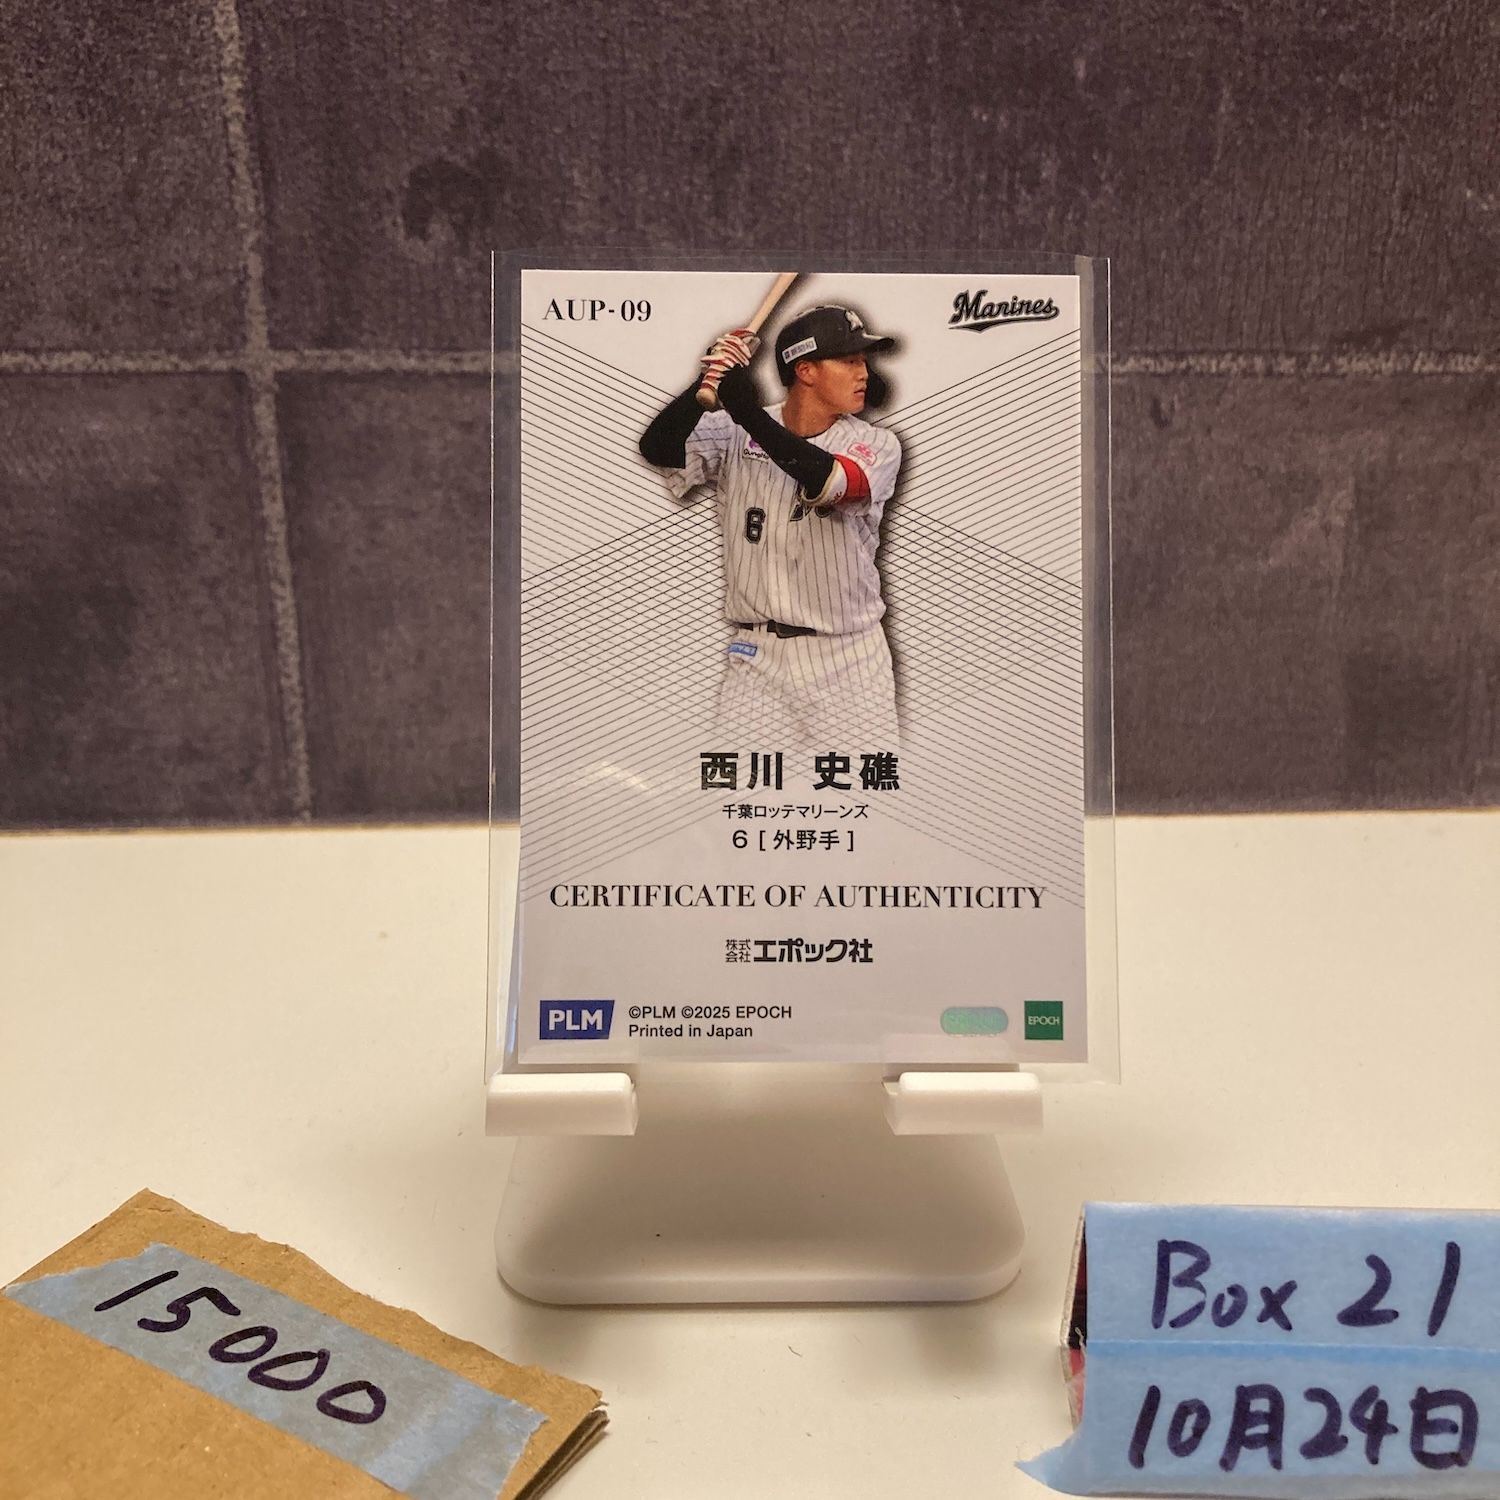 AUP-09
Marines
6
西川 史礁
千葉ロッテマリーンズ
6 [ 外野手 ]
CERTIFICATE OF AUTHENTICITY
株式会社エポック社
PLM
©PLM ©2025 EPOCH
Printed in Japan
EPOCH
15000
Box 21
10月24日